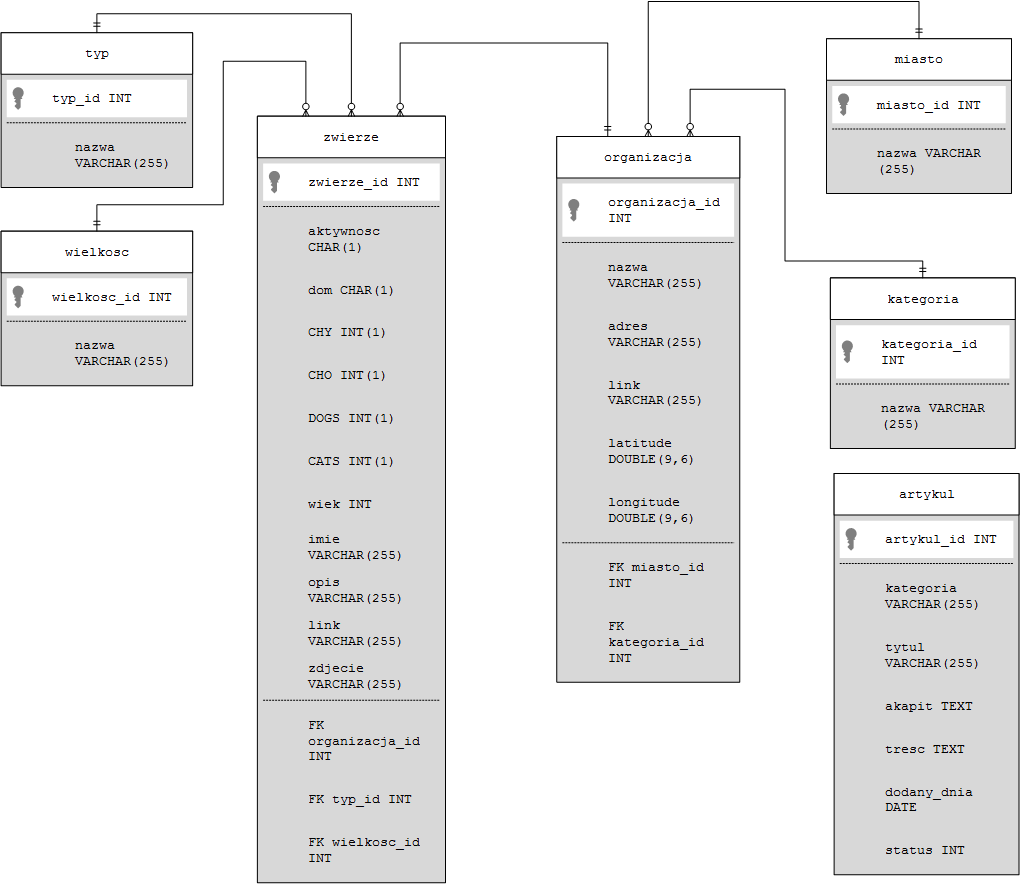 typ
typ_id INT
nazwa
VARCHAR(255)
wielkosc
wielkosc_id INT
nazwa
VARCHAR(255)
zwierze
zwierze_id INT
aktywnosc
CHAR(1)
dom CHAR(1)
CHY INT(1)
CHO INT(1)
DOGS INT(1)
CATS INT(1)
wiek INT
imie
VARCHAR(255)
opis
VARCHAR(255)
link
VARCHAR(255)
zdjecie
VARCHAR(255)
FK
organizacja_id
INT
FK typ_id INT
FK wielkosc_id
INT
organizacja
organizacja_id
INT
nazwa
VARCHAR(255)
adres
VARCHAR(255)
link
VARCHAR(255)
latitude
DOUBLE(9,6)
longitude
DOUBLE(9,6)
FK miasto_id
INT
FK
kategoria_id
INT
miasto
miasto_id INT
nazwa VARCHAR
(255)
kategoria
kategoria_id
INT
nazwa VARCHAR
(255)
artykul
artykul_id INT
kategoria
VARCHAR(255)
tytul
VARCHAR(255)
akapit TEXT
tresc TEXT
dodany_dnia
DATE
status INT